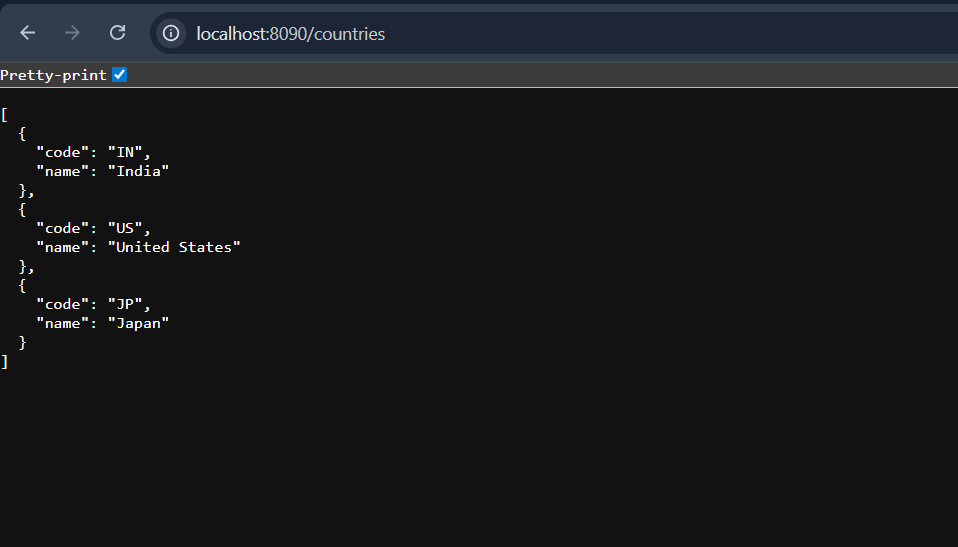 localhost:8090/countries
Pretty-print
[
  {
    "code": "IN",
    "name": "India"
  },
  {
    "code": "US",
    "name": "United States"
  },
  {
    "code": "JP",
    "name": "Japan"
  }
]